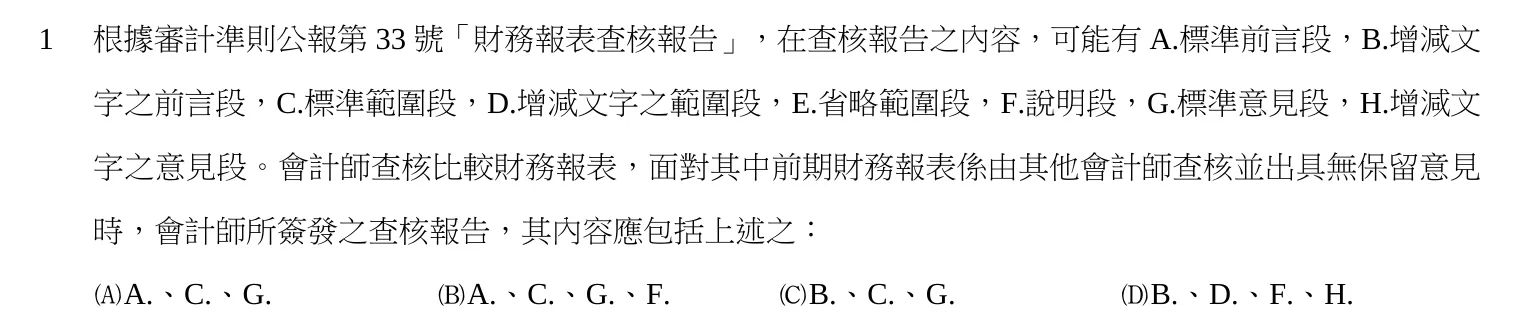 1 根據審計準則公報第 33 號「財務報表查核報告」，在查核報告之內容，可能有 A.標準前言段，B.增減文
字之前言段，C.標準範圍段，D.增減文字之範圍段，E.省略範圍段，F.說明段，G.標準意見段，H.增減文
字之意見段。會計師查核比較財務報表，面對其中前期財務報表係由其他會計師查核並出具無保留意見
時，會計師所簽發之查核報告，其內容應包括上述之：
(A)A.、C.、G. (B)A.、C.、G.、F. (C)B.、C.、G. (D)B.、D.、F.、H.